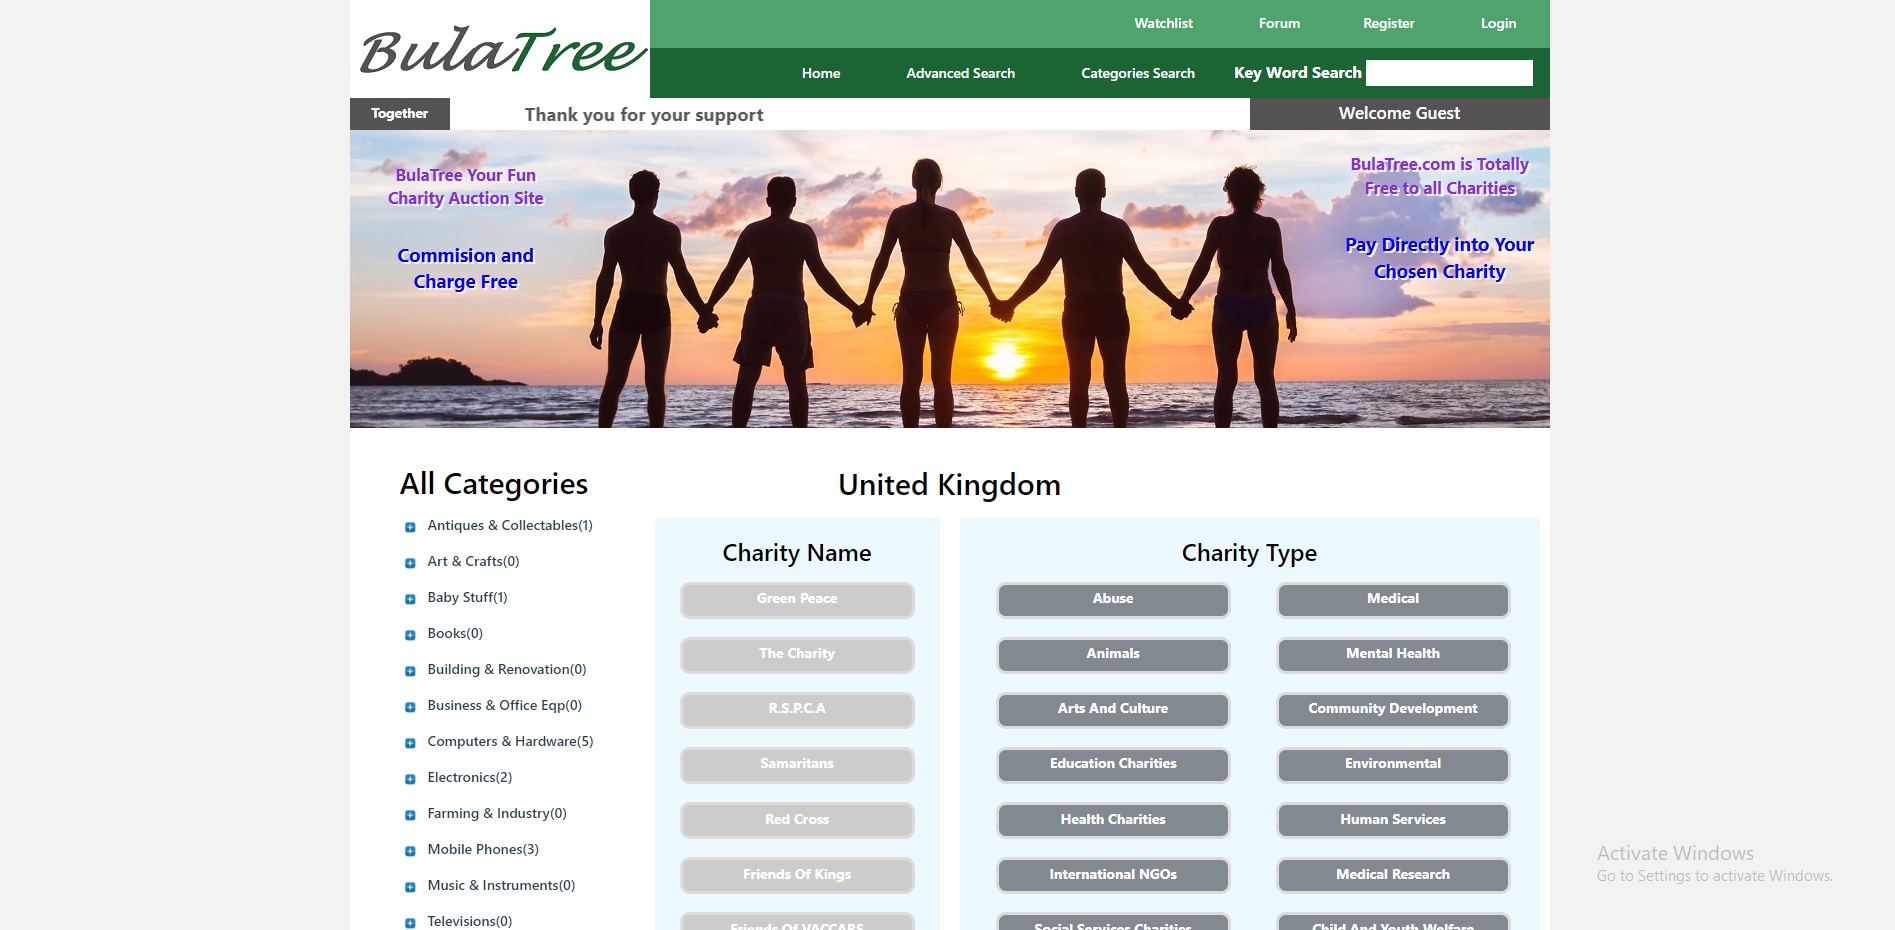 BulaTree
Watchlist Forum Register Login
Home Advanced Search Categories Search Key Word Search
Together Thank you for your support Welcome Guest
BulaTree Your Fun
Charity Auction Site
Commision and
Charge Free
BulaTree.com is Totally
Free to all Charities
Pay Directly into Your
Chosen Charity
All Categories
Antiques & Collectables(1)
Art & Crafts(0)
Baby Stuff(1)
Books(0)
Building & Renovation(0)
Business & Office Eqp(0)
Computers & Hardware(5)
Electronics(2)
Farming & Industry(0)
Mobile Phones(3)
Music & Instruments(0)
Televisions(0)
United Kingdom
Charity Name
Green Peace
The Charity
R.S.P.C.A
Samaritans
Red Cross
Friends Of Kings
Friends Of VACCARS
Charity Type
Abuse Medical
Animals Mental Health
Arts And Culture Community Development
Education Charities Environmental
Health Charities Human Services
International NGOs Medical Research
Social Services Charities Child And Youth Welfare
Activate Windows
Go to Settings to activate Windows.